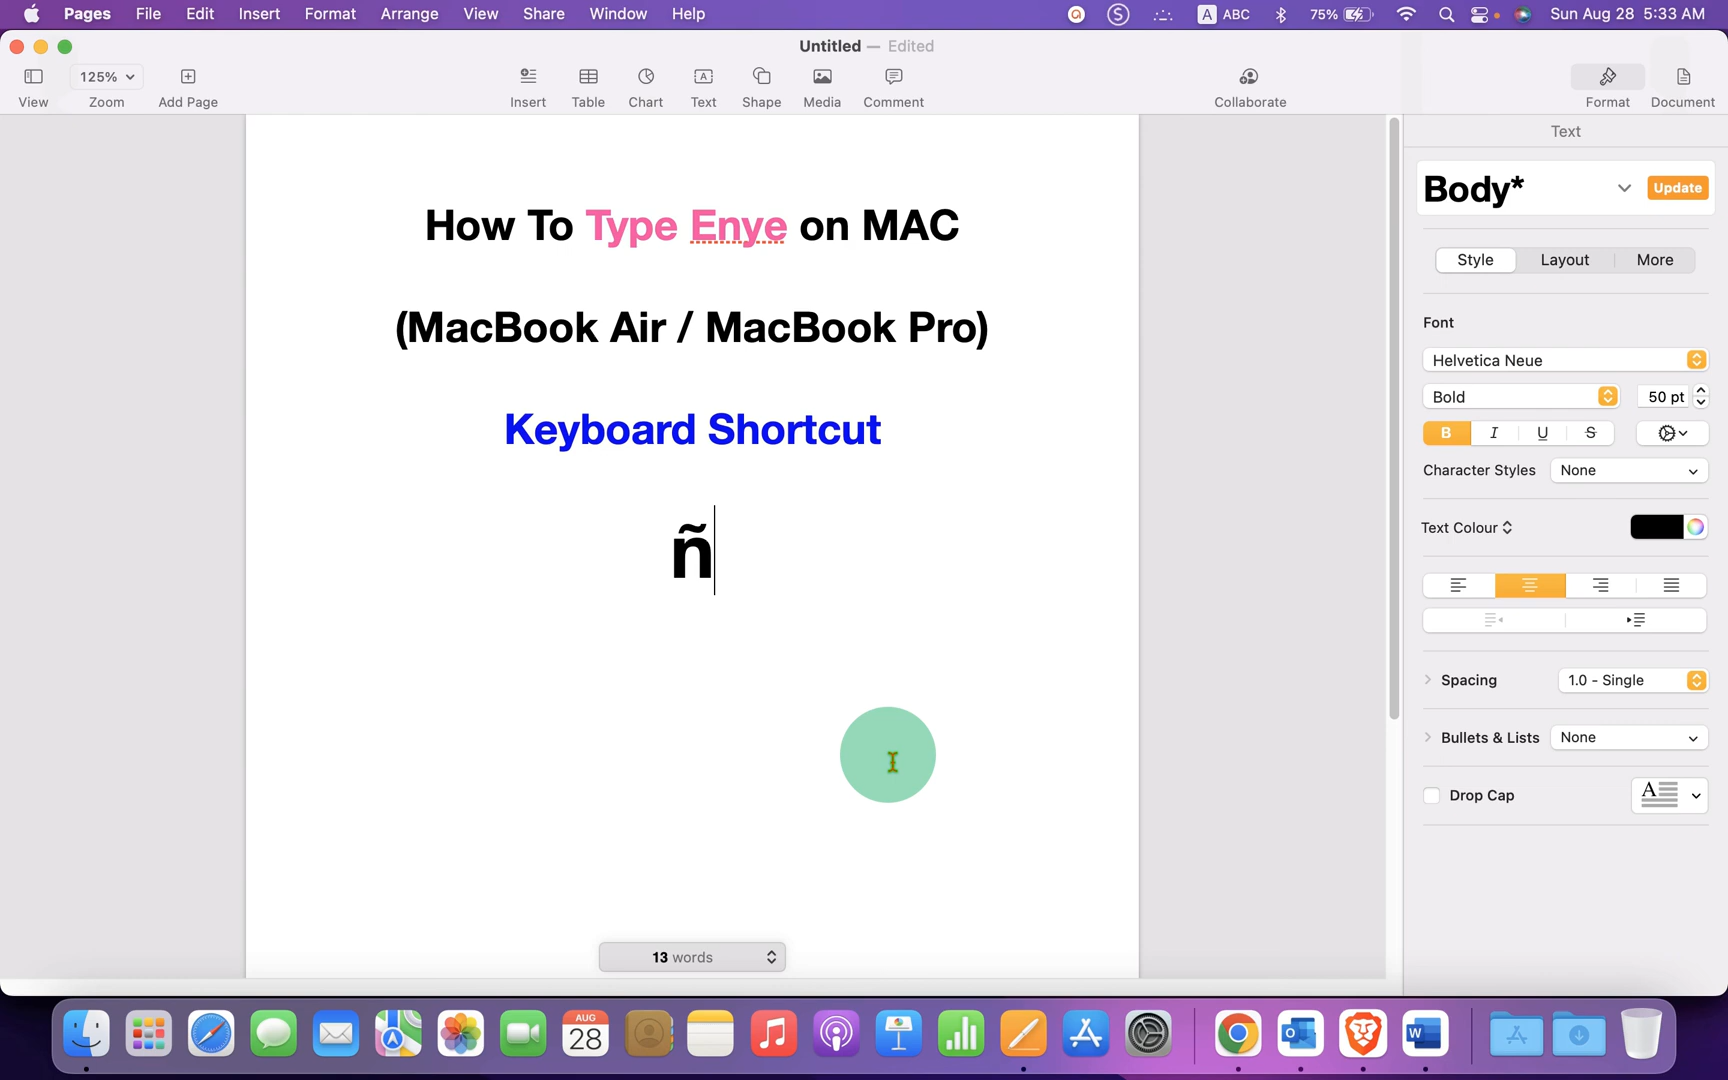 Pages File Edit Insert Format Arrange View Share Window Help A ABC 75% Sun Aug 28 5:33 AM
Untitled — Edited
125%
View Zoom Add Page Insert Table Chart Text Shape Media Comment Collaborate Format Document
Text
Body* Update
Style Layout More
Font
Helvetica Neue
Bold 50 pt
B I U S
Character Styles None
Text Colour
Spacing 1.0 - Single
Bullets & Lists None
Drop Cap A
How To Type Enye on MAC
(MacBook Air / MacBook Pro)
Keyboard Shortcut
ñ
13 words
AUG
28